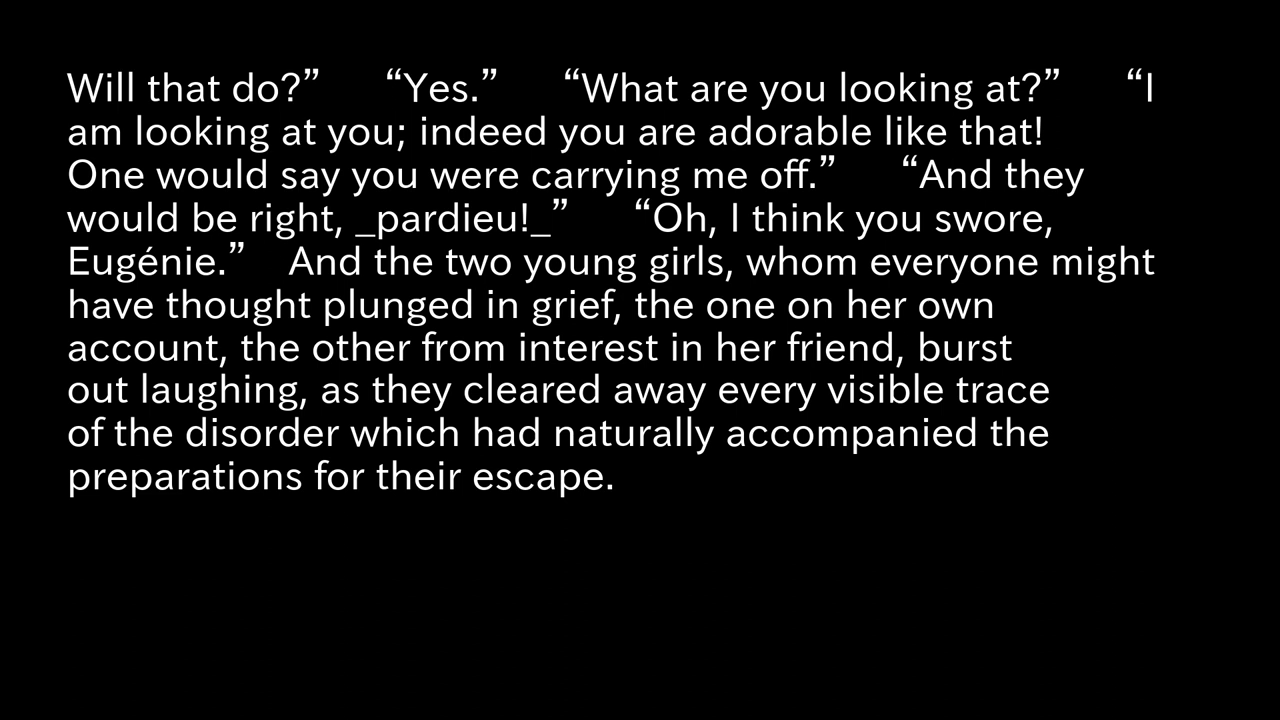 Will that do?” “Yes.” “What are you looking at?” “I
am looking at you; indeed you are adorable like that!
One would say you were carrying me off.” “And they
would be right, _pardieu!_” “Oh, I think you swore,
Eugénie.” And the two young girls, whom everyone might
have thought plunged in grief, the one on her own
account, the other from interest in her friend, burst
out laughing, as they cleared away every visible trace
of the disorder which had naturally accompanied the
preparations for their escape.